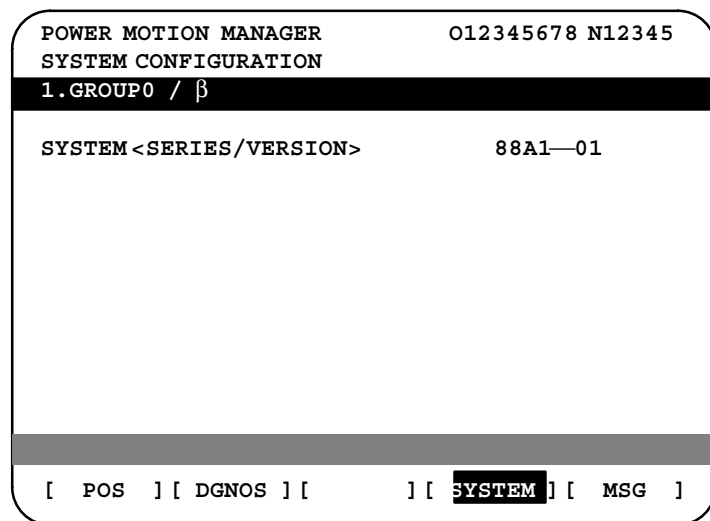 POWER MOTION MANAGER O12345678 N12345
SYSTEM CONFIGURATION
1.GROUP0 / β
SYSTEM<SERIES/VERSION> 88A1—01
[ POS ][ DGNOS ][ ][ SYSTEM ][ MSG ]